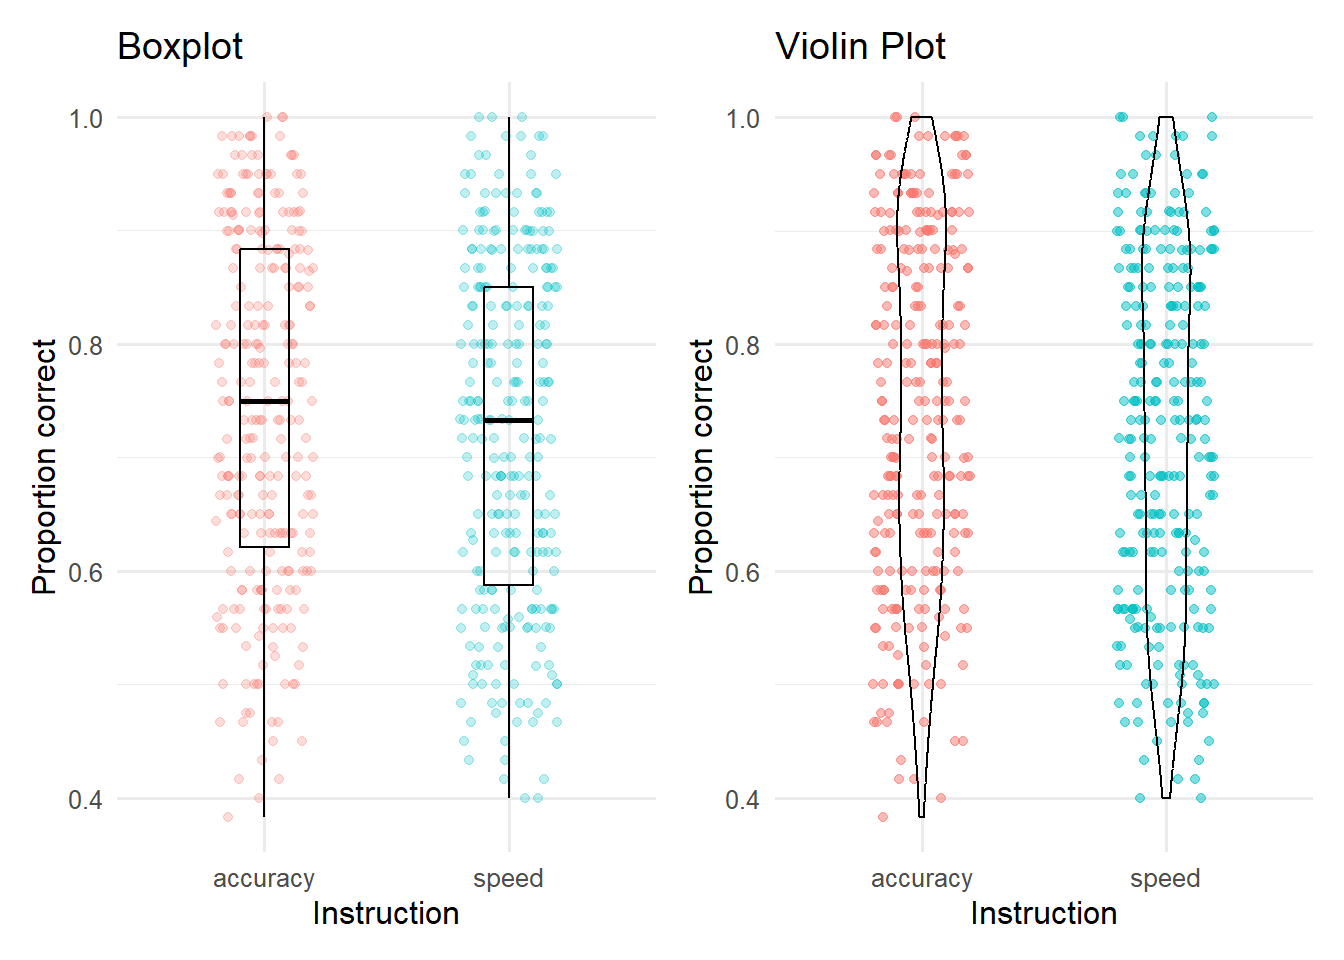 Boxplot
Proportion correct
1.0
0.8
0.6
0.4
accuracy speed
Instruction
Violin Plot
Proportion correct
1.0
0.8
0.6
0.4
accuracy speed
Instruction